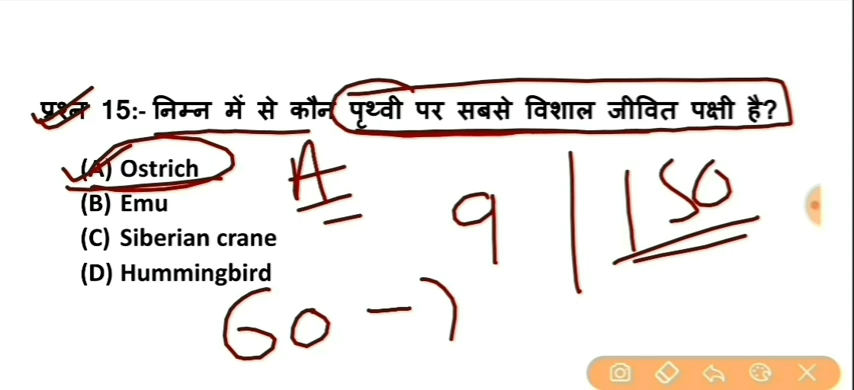 प्रश्न 15:- निम्न में से कौन पृथ्वी पर सबसे विशाल जीवित पक्षी है?
(A) Ostrich
(B) Emu
(C) Siberian crane
(D) Hummingbird
A
9 | 150
60 -